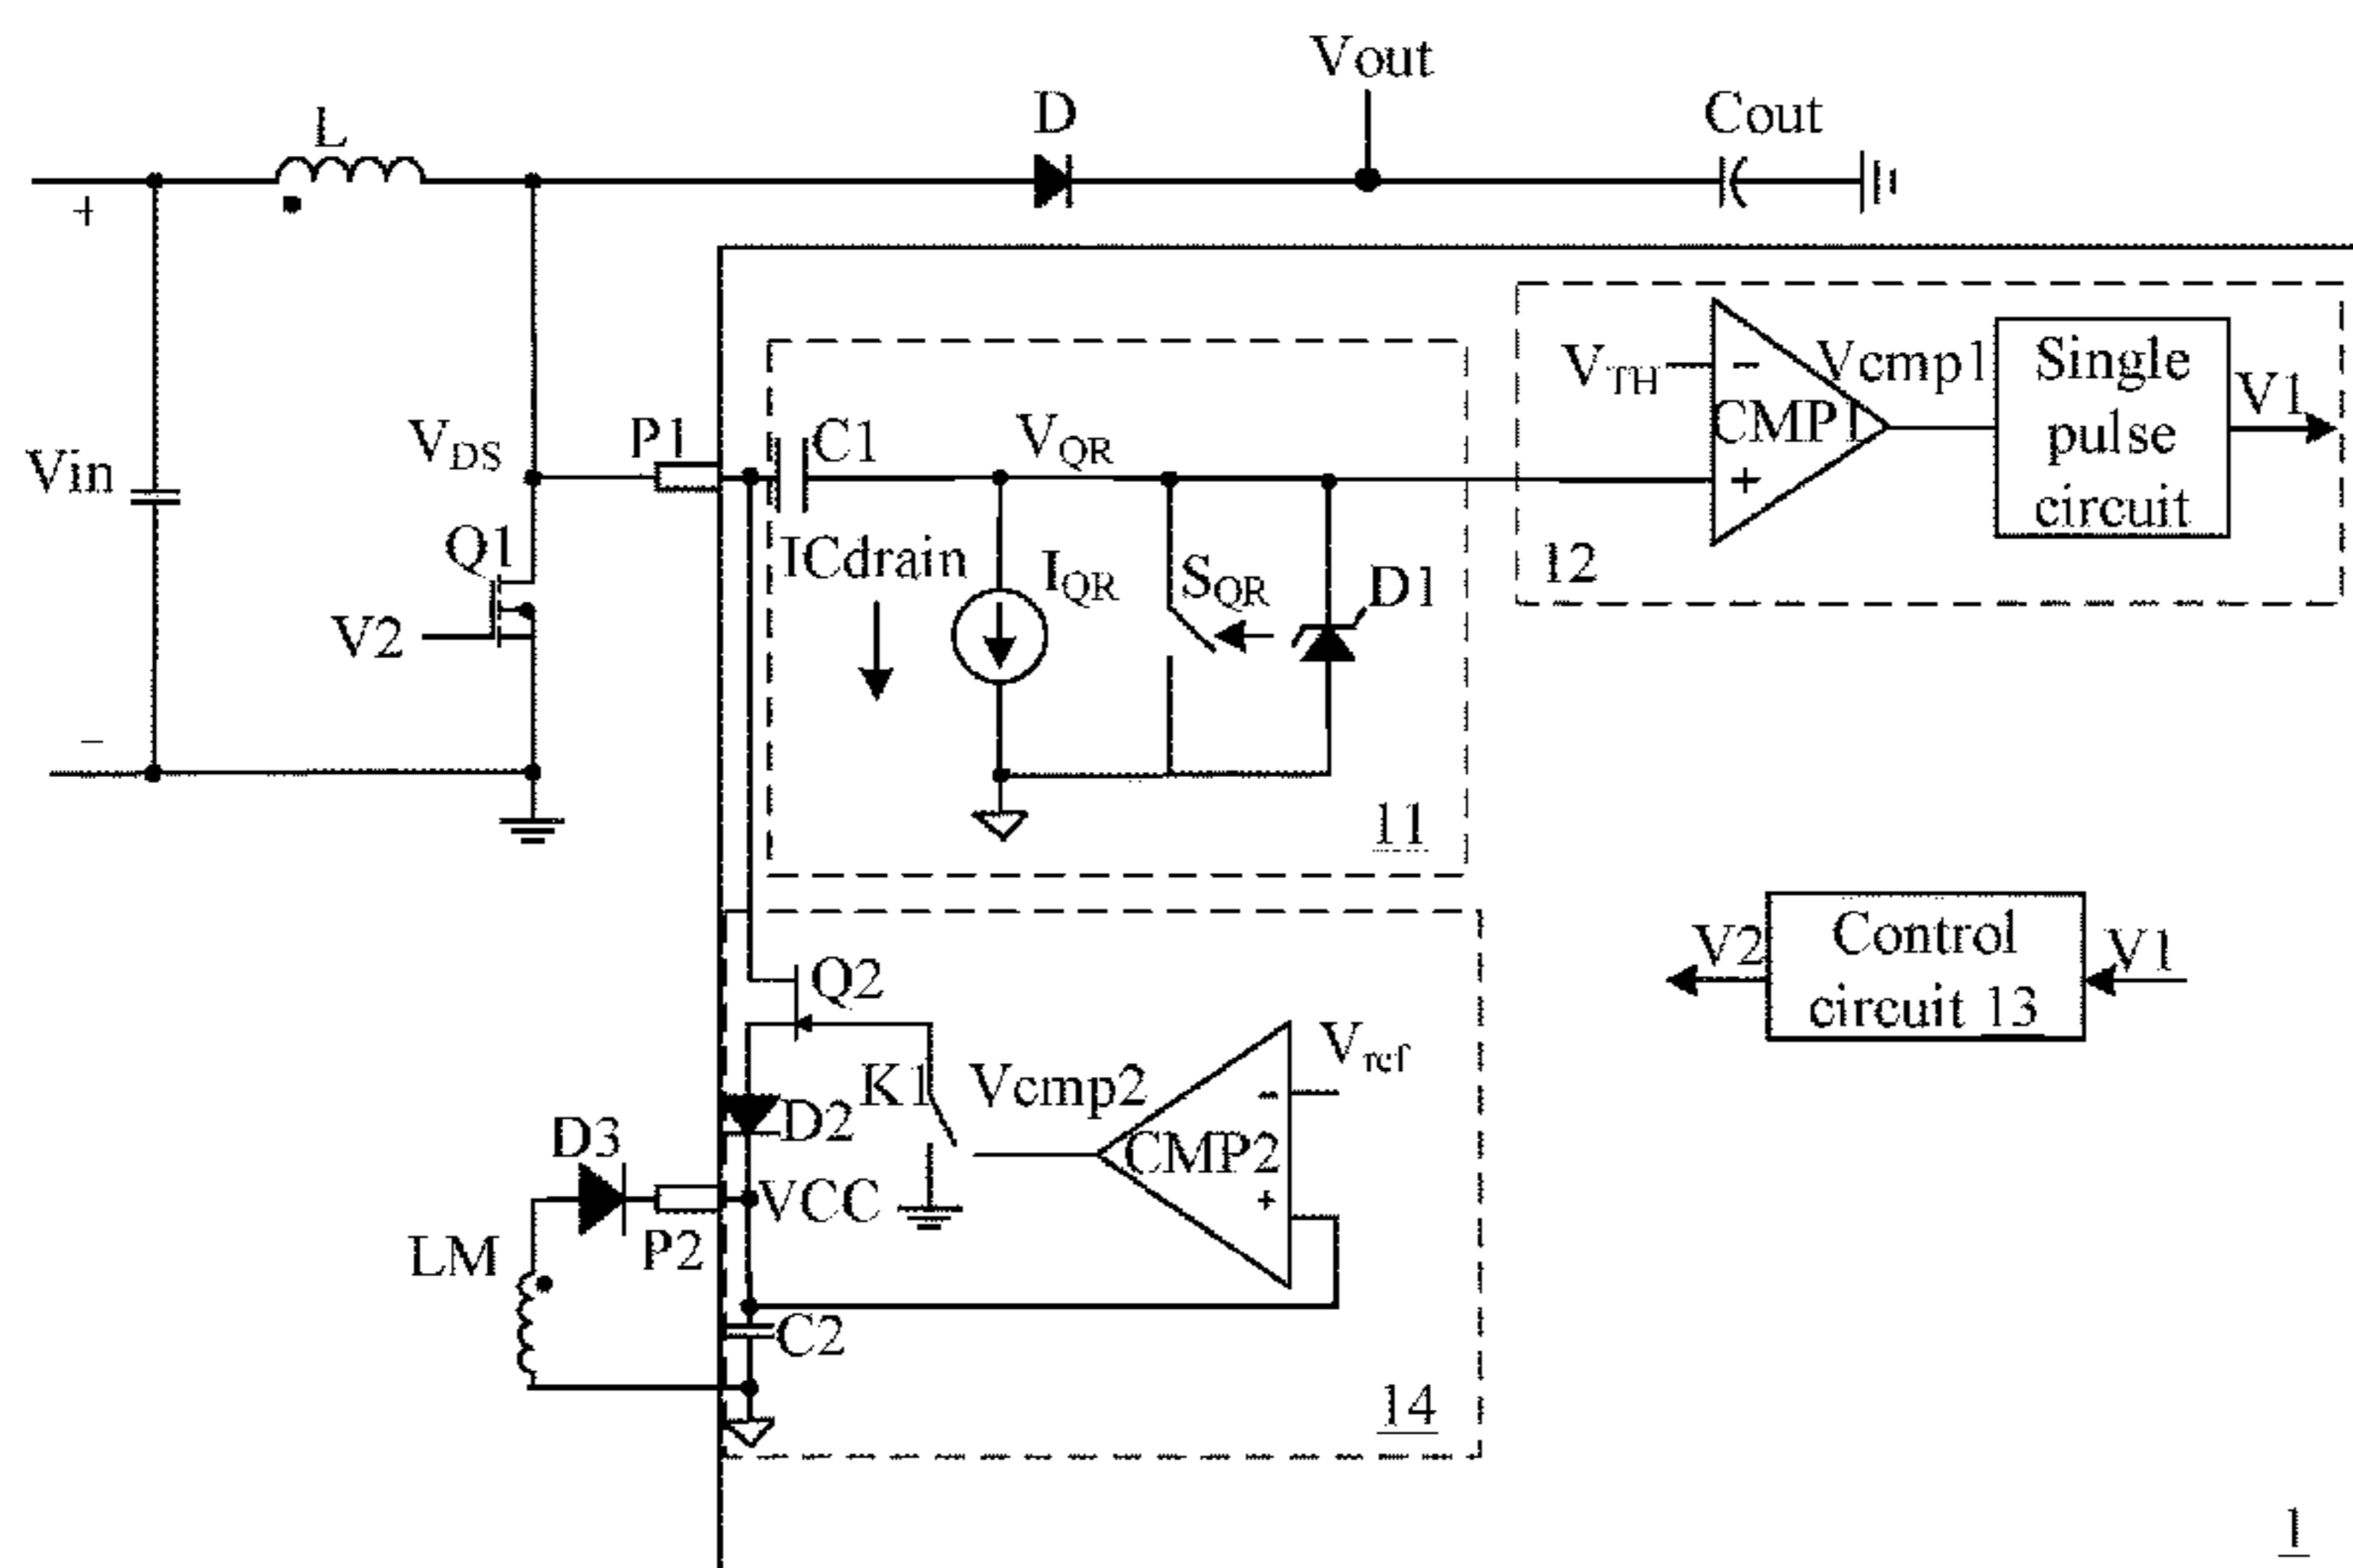 Vout
L
D
Cout
+
VTH
−
Vcmp1
Single
pulse
circuit
V1
CMP1
+
12
VDS
P1
C1
VQR
Vin
Q1
ICdrain
IQR
SQR
D1
V2
−
11
V2
Control
circuit 13
V1
Q2
Vref
K1
Vcmp2
−
CMP2
+
D2
D3
VCC
P2
LM
C2
14
1